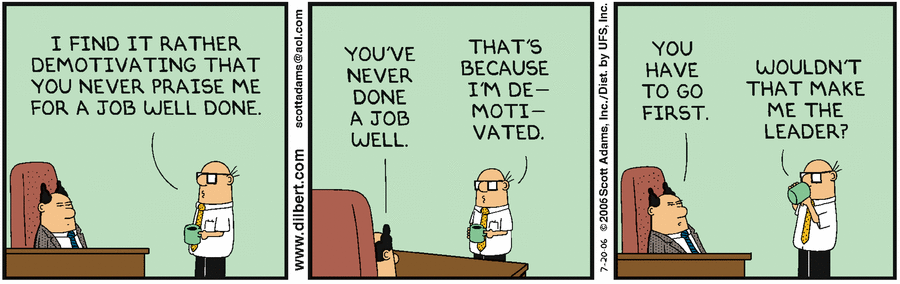 I FIND IT RATHER
DEMOTIVATING THAT
YOU NEVER PRAISE ME
FOR A JOB WELL DONE.
www.dilbert.com scottadams@aol.com
YOU'VE
NEVER
DONE
A JOB
WELL.
THAT'S
BECAUSE
I'M DE-
MOTI-
VATED.
7-20-06 ©2006 Scott Adams, Inc./Dist. by UFS, Inc.
YOU
HAVE
TO GO
FIRST.
WOULDN'T
THAT MAKE
ME THE
LEADER?